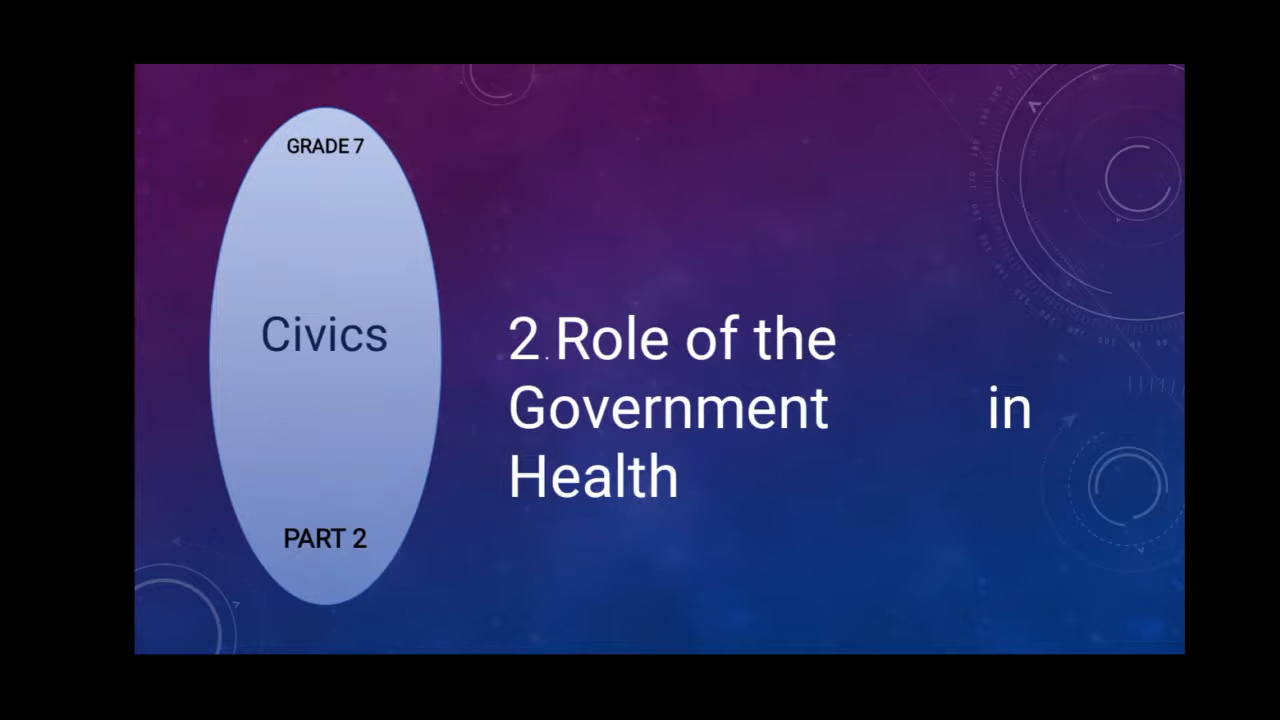 GRADE 7
Civics
PART 2
2.Role of the
Government in
Health